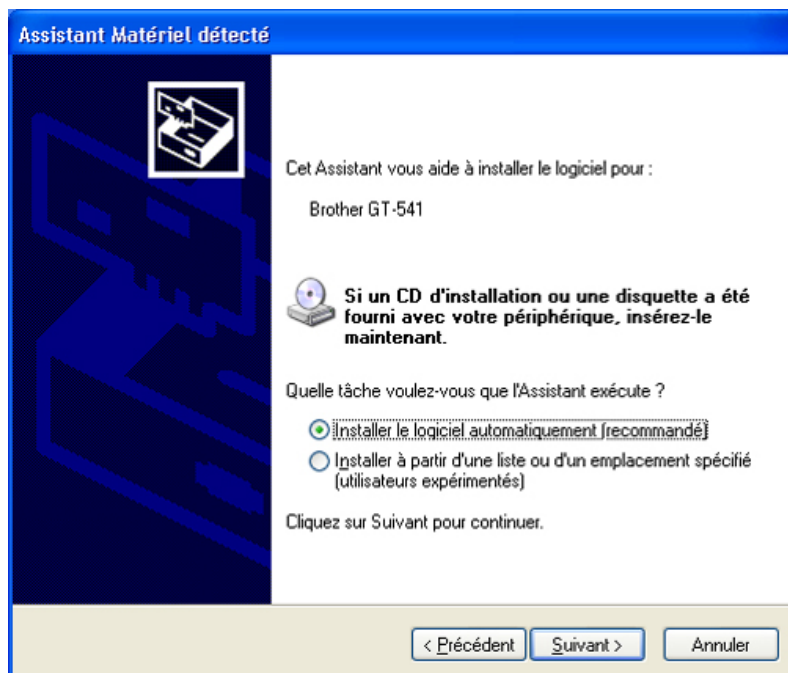 Assistant Matériel détecté
Cet Assistant vous aide à installer le logiciel pour :
Brother GT-541
Si un CD d'installation ou une disquette a été
fourni avec votre périphérique, insérez-le
maintenant.
Quelle tâche voulez-vous que l'Assistant exécute ?
Installer le logiciel automatiquement (recommandé)
Installer à partir d'une liste ou d'un emplacement spécifié
(utilisateurs expérimentés)
Cliquez sur Suivant pour continuer.
< Précédent Suivant > Annuler